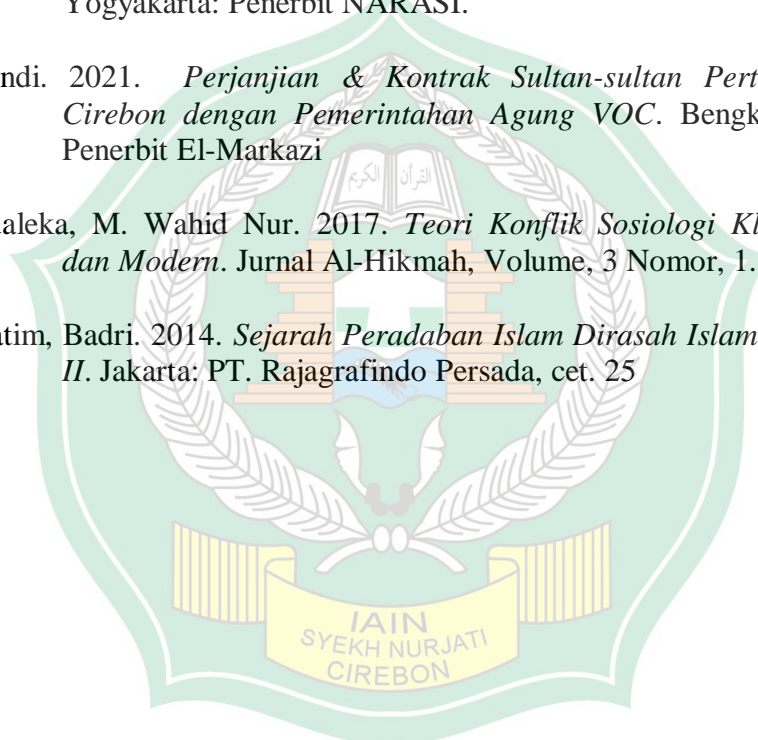 Yogyakarta: Penerbit NARASI.
ndi. 2021. Perjanjian & Kontrak Sultan-sultan Pert
Cirebon dengan Pemerintahan Agung VOC. Bengk
Penerbit El-Markazi
aleka, M. Wahid Nur. 2017. Teori Konflik Sosiologi Kl
dan Modern. Jurnal Al-Hikmah, Volume, 3 Nomor, 1.
atim, Badri. 2014. Sejarah Peradaban Islam Dirasah Islam
II. Jakarta: PT. Rajagrafindo Persada, cet. 25
القرآن الكريم
IAIN
SYEKH NURJATI
CIREBON